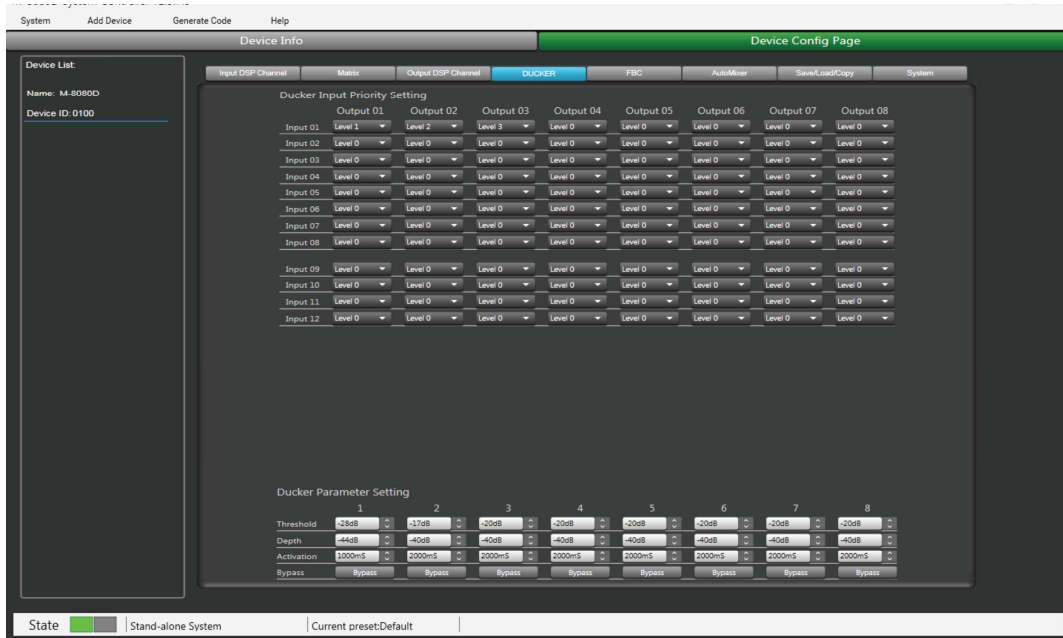 System Add Device Generate Code Help
Device Info Device Config Page
Device List:
Name: M-8080D
Device ID:0100
Input DSP Channel Matrix Output DSP Channel DUCKER FBC AutoMixer Save/Load/Copy System
Ducker Input Priority Setting
Output 01 Output 02 Output 03 Output 04 Output 05 Output 06 Output 07 Output 08
Input 01 Level 1 Level 2 Level 3 Level 0 Level 0 Level 0 Level 0 Level 0
Input 02 Level 0 Level 0 Level 0 Level 0 Level 0 Level 0 Level 0 Level 0
Input 03 Level 0 Level 0 Level 0 Level 0 Level 0 Level 0 Level 0 Level 0
Input 04 Level 0 Level 0 Level 0 Level 0 Level 0 Level 0 Level 0 Level 0
Input 05 Level 0 Level 0 Level 0 Level 0 Level 0 Level 0 Level 0 Level 0
Input 06 Level 0 Level 0 Level 0 Level 0 Level 0 Level 0 Level 0 Level 0
Input 07 Level 0 Level 0 Level 0 Level 0 Level 0 Level 0 Level 0 Level 0
Input 08 Level 0 Level 0 Level 0 Level 0 Level 0 Level 0 Level 0 Level 0
Input 09 Level 0 Level 0 Level 0 Level 0 Level 0 Level 0 Level 0 Level 0
Input 10 Level 0 Level 0 Level 0 Level 0 Level 0 Level 0 Level 0 Level 0
Input 11 Level 0 Level 0 Level 0 Level 0 Level 0 Level 0 Level 0 Level 0
Input 12 Level 0 Level 0 Level 0 Level 0 Level 0 Level 0 Level 0 Level 0
Ducker Parameter Setting
1 2 3 4 5 6 7 8
Threshold -28dB -17dB -20dB -20dB -20dB -20dB -20dB -20dB
Depth -44dB -40dB -40dB -40dB -40dB -40dB -40dB -40dB
Activation 1000mS 2000mS 2000mS 2000mS 2000mS 2000mS 2000mS 2000mS
Bypass Bypass Bypass Bypass Bypass Bypass Bypass Bypass Bypass
State Stand-alone System Current preset:Default